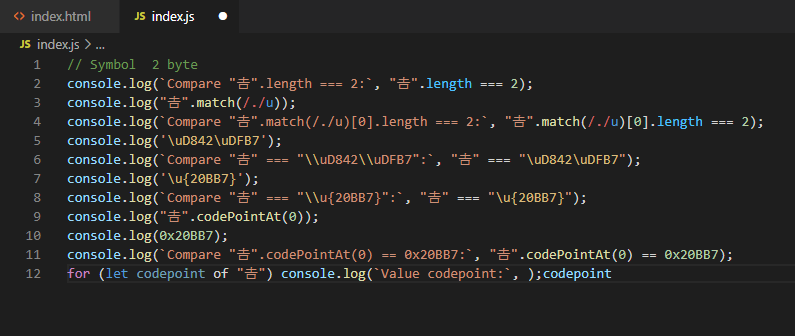 index.html JS index.js
JS index.js > ...
1 // Symbol  2 byte
2 console.log(`Compare "𠮷".length === 2:`, "𠮷".length === 2);
3 console.log("𠮷".match(/./u));
4 console.log(`Compare "𠮷".match(/./u)[0].length === 2:`, "𠮷".match(/./u)[0].length === 2);
5 console.log('\uD842\uDFB7');
6 console.log(`Compare "𠮷" === "\\uD842\\uDFB7":`, "𠮷" === "\uD842\uDFB7");
7 console.log('\u{20BB7}');
8 console.log(`Compare "𠮷" === "\\u{20BB7}":`, "𠮷" === "\u{20BB7}");
9 console.log("𠮷".codePointAt(0));
10 console.log(0x20BB7);
11 console.log(`Compare "𠮷".codePointAt(0) == 0x20BB7:`, "𠮷".codePointAt(0) == 0x20BB7);
12 for (let codepoint of "𠮷") console.log(`Value codepoint:`, );codepoint